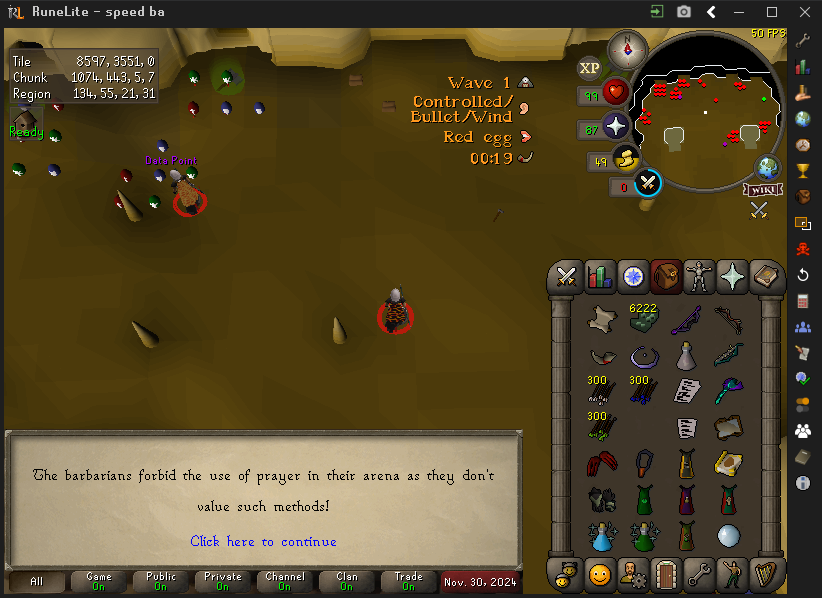 RuneLite - speed ba
50 FPS
Tile 8597, 3551, 0
Chunk 1074, 443, 5, 7
Region 134, 55, 21, 31
Ready
Data Point
Wave 1
Controlled/
Bullet/Wind
Red egg
00:19
N
XP
99
87
49
0
WIKI
6222
300 300
300
The barbarians forbid the use of prayer in their arena as they don't
value such methods!
Click here to continue
All Game On Public On Private On Channel On Clan On Trade On Nov. 30, 2024